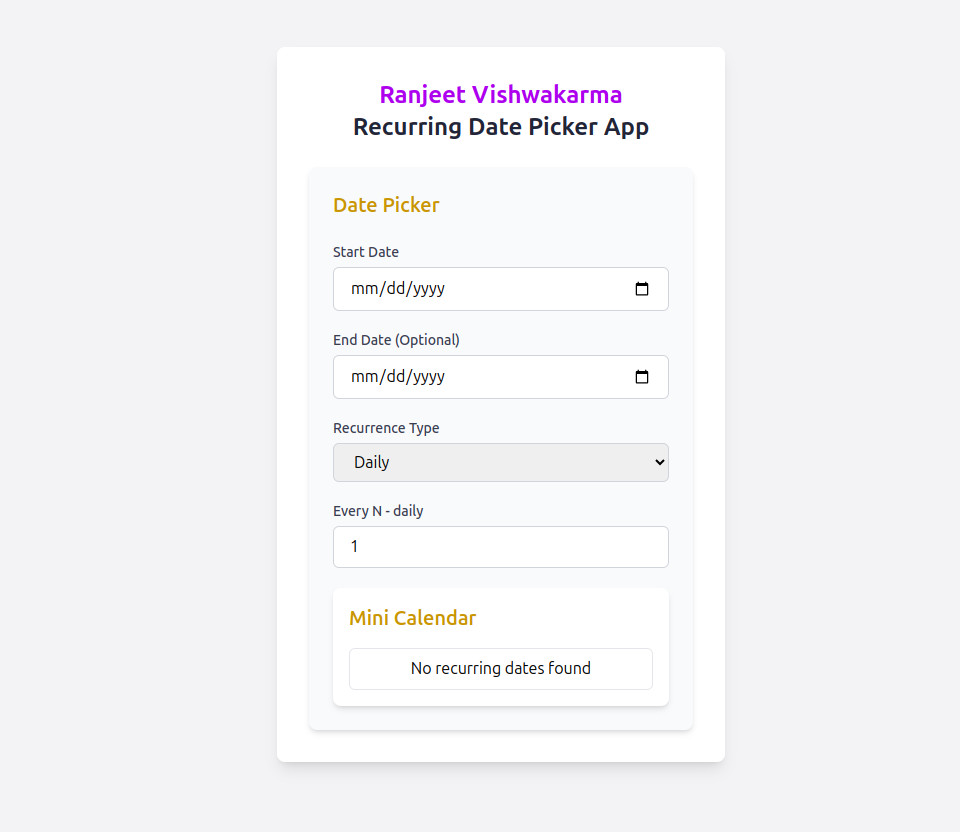 Ranjeet Vishwakarma
Recurring Date Picker App
Date Picker
Start Date
mm/dd/yyyy
End Date (Optional)
mm/dd/yyyy
Recurrence Type
Daily
Every N - daily
1
Mini Calendar
No recurring dates found